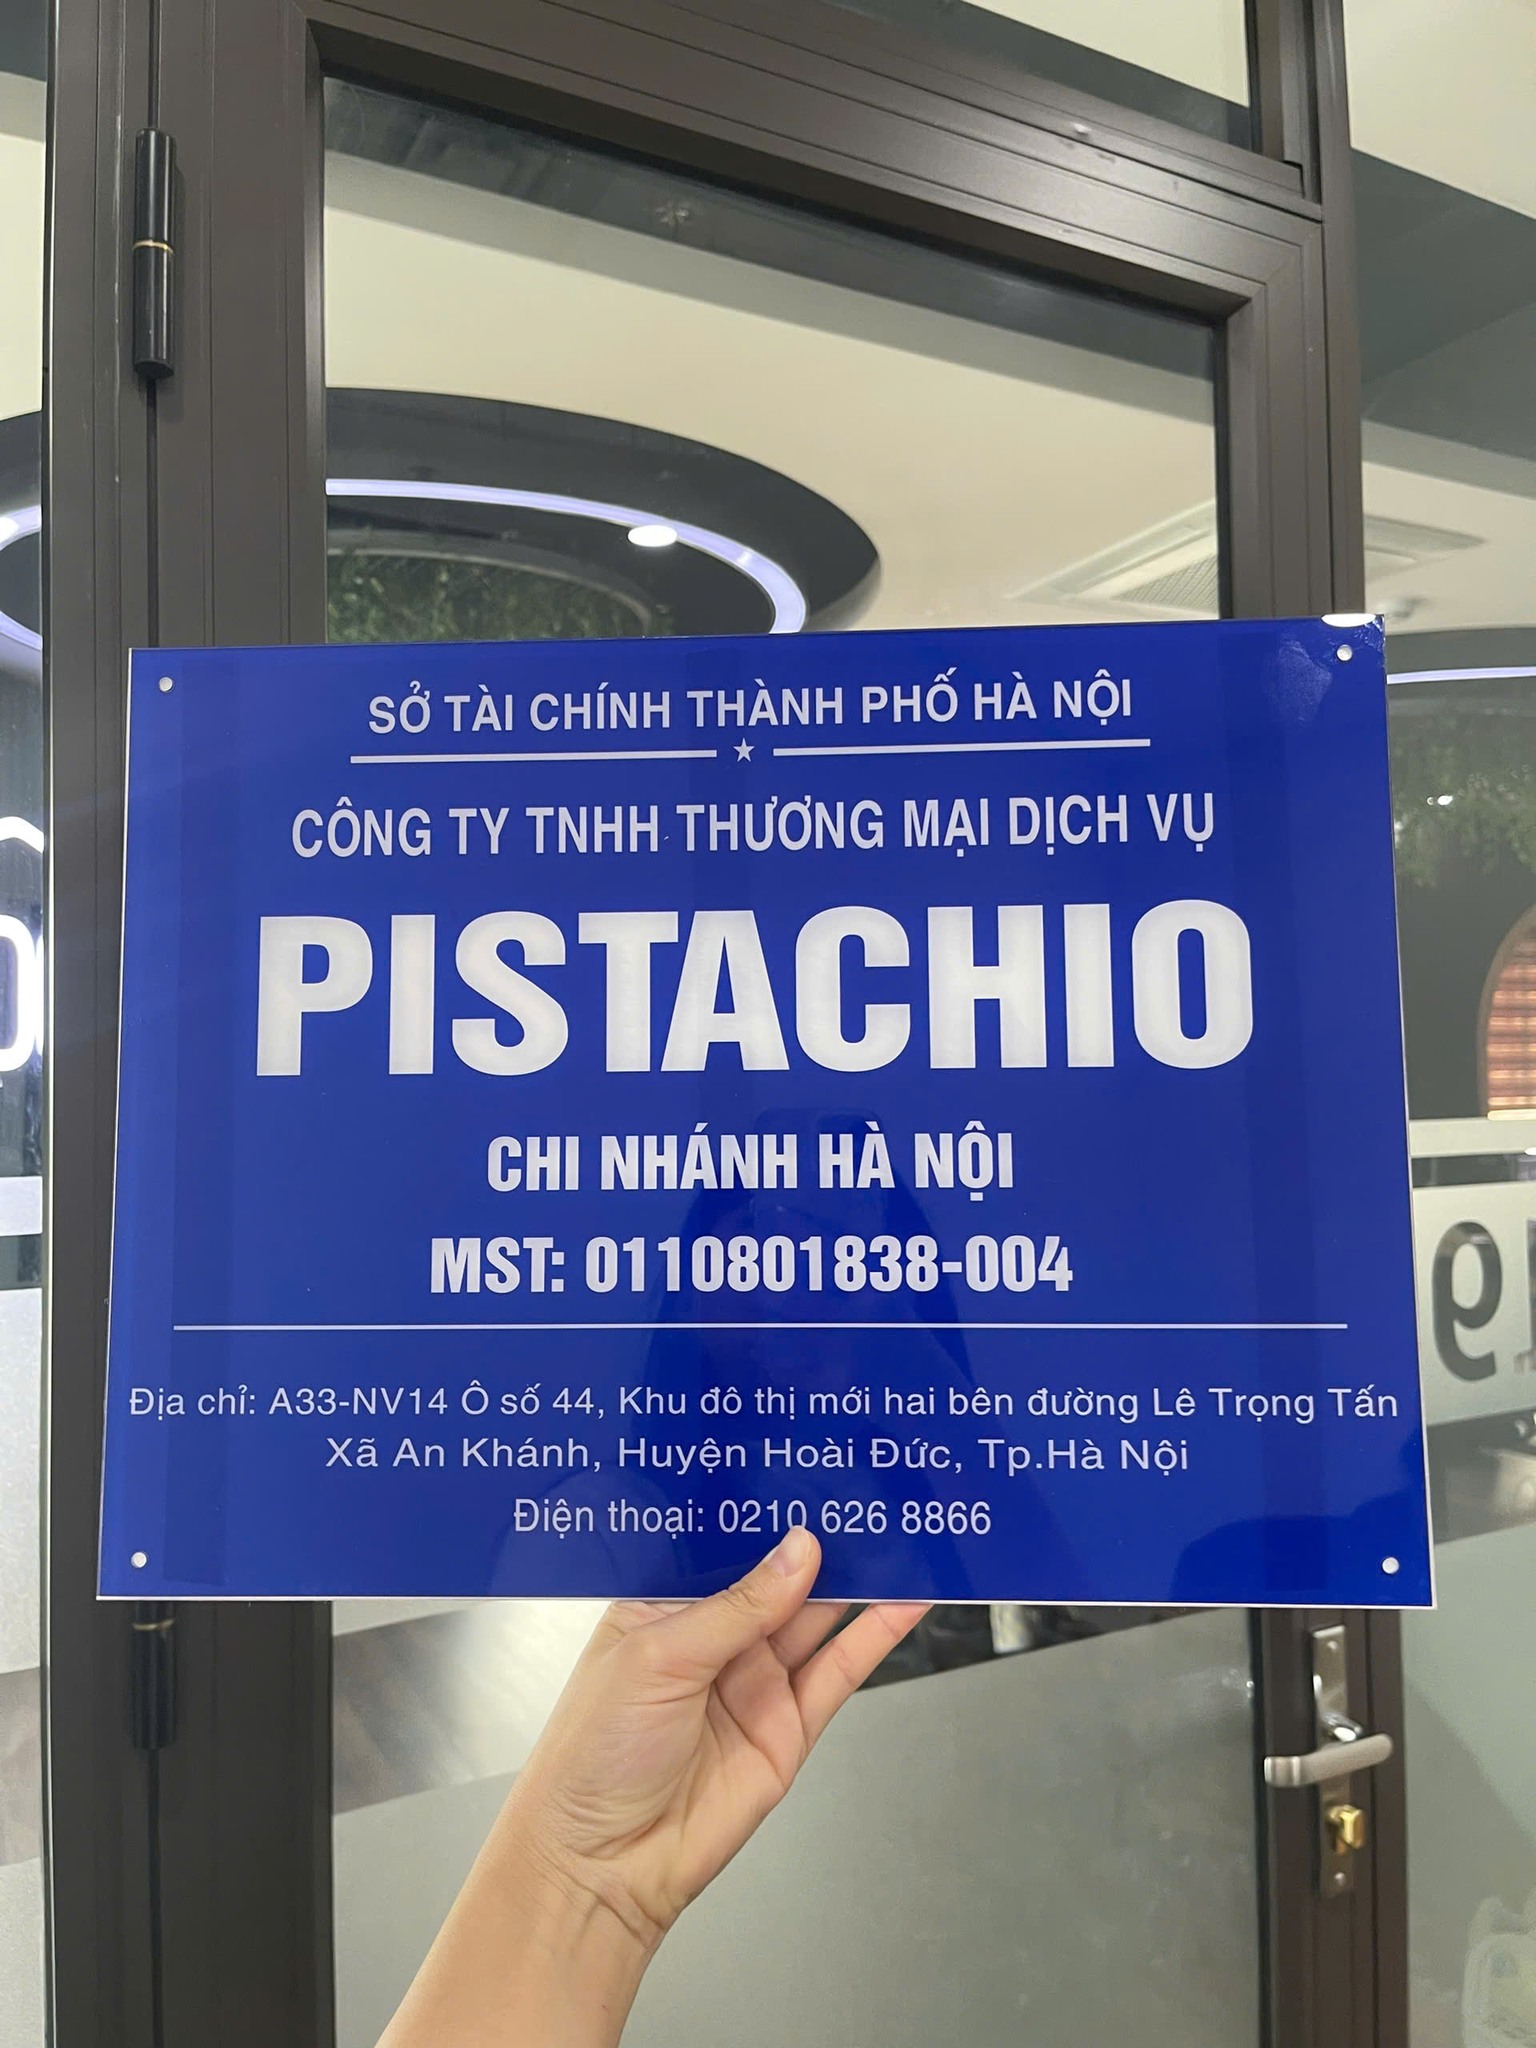 SỞ TÀI CHÍNH THÀNH PHỐ HÀ NỘI
CÔNG TY TNHH THƯƠNG MẠI DỊCH VỤ
PISTACHIO
CHI NHÁNH HÀ NỘI
MST: 0110801838-004
Địa chỉ: A33-NV14 Ô số 44, Khu đô thị mới hai bên đường Lê Trọng Tấn
Xã An Khánh, Huyện Hoài Đức, Tp.Hà Nội
Điện thoại: 0210 626 8866